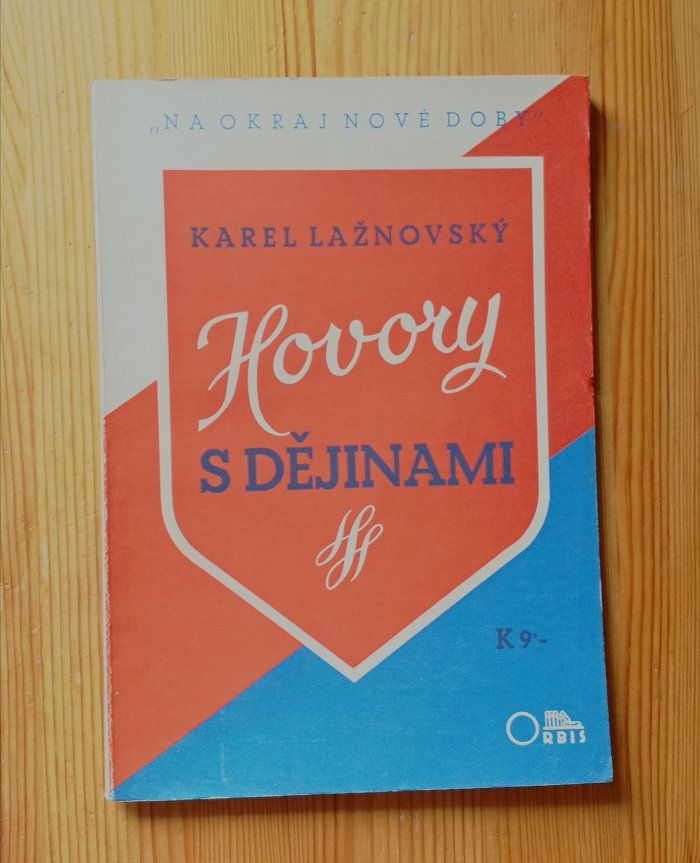 „NA OKRAJ NOVÉ DOBY“
KAREL LAŽNOVSKÝ
Hovory
S DĚJINAMI
K 9·-
ORBIS